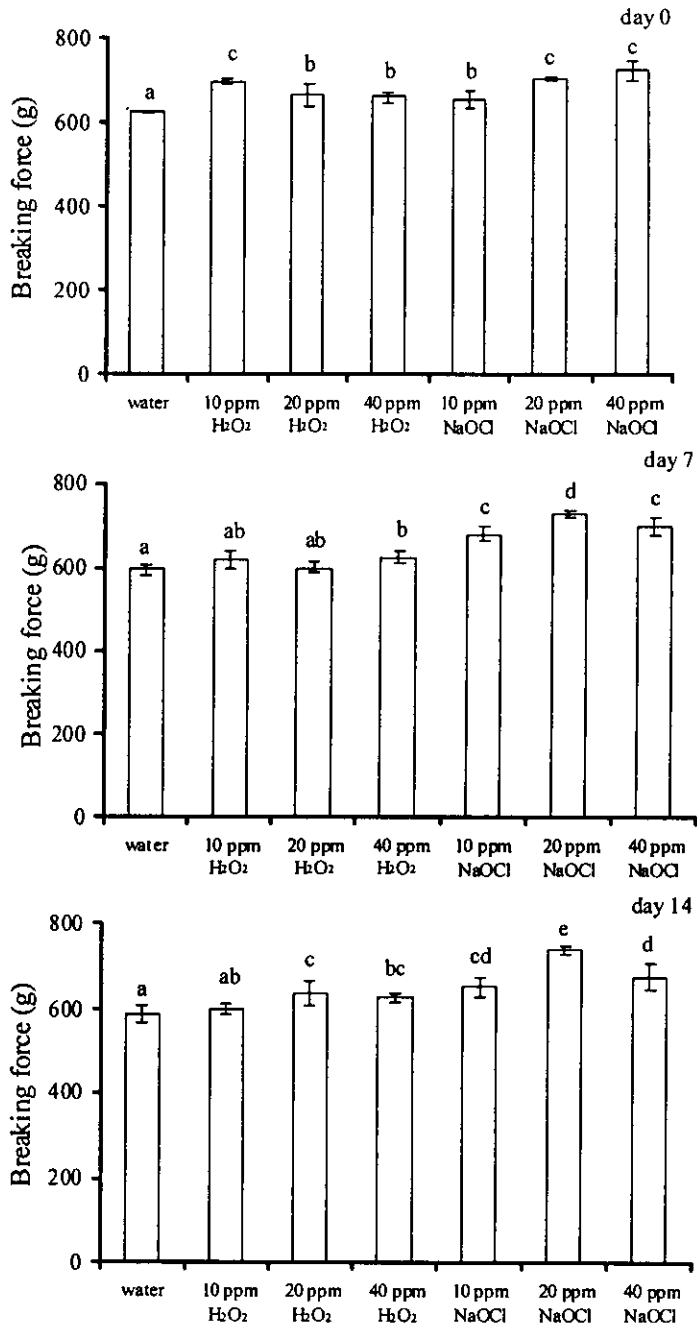 day 0
Breaking force (g)
800
600
400
200
0
a
c
b
b
b
c
c
water
10 ppm H₂O₂
20 ppm H₂O₂
40 ppm H₂O₂
10 ppm NaOCl
20 ppm NaOCl
40 ppm NaOCl
day 7
Breaking force (g)
800
600
400
200
0
a
ab
ab
b
c
d
c
water
10 ppm H₂O₂
20 ppm H₂O₂
40 ppm H₂O₂
10 ppm NaOCl
20 ppm NaOCl
40 ppm NaOCl
day 14
Breaking force (g)
800
600
400
200
0
a
ab
c
bc
cd
e
d
water
10 ppm H₂O₂
20 ppm H₂O₂
40 ppm H₂O₂
10 ppm NaOCl
20 ppm NaOCl
40 ppm NaOCl